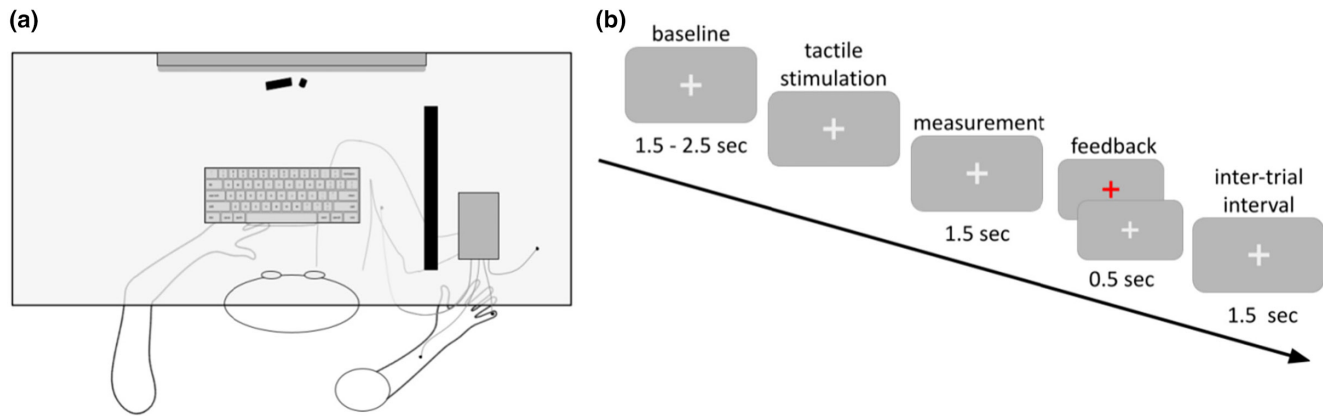 (a)
(b)
baseline
1.5 - 2.5 sec
tactile
stimulation
measurement
1.5 sec
feedback
0.5 sec
inter-trial
interval
1.5 sec